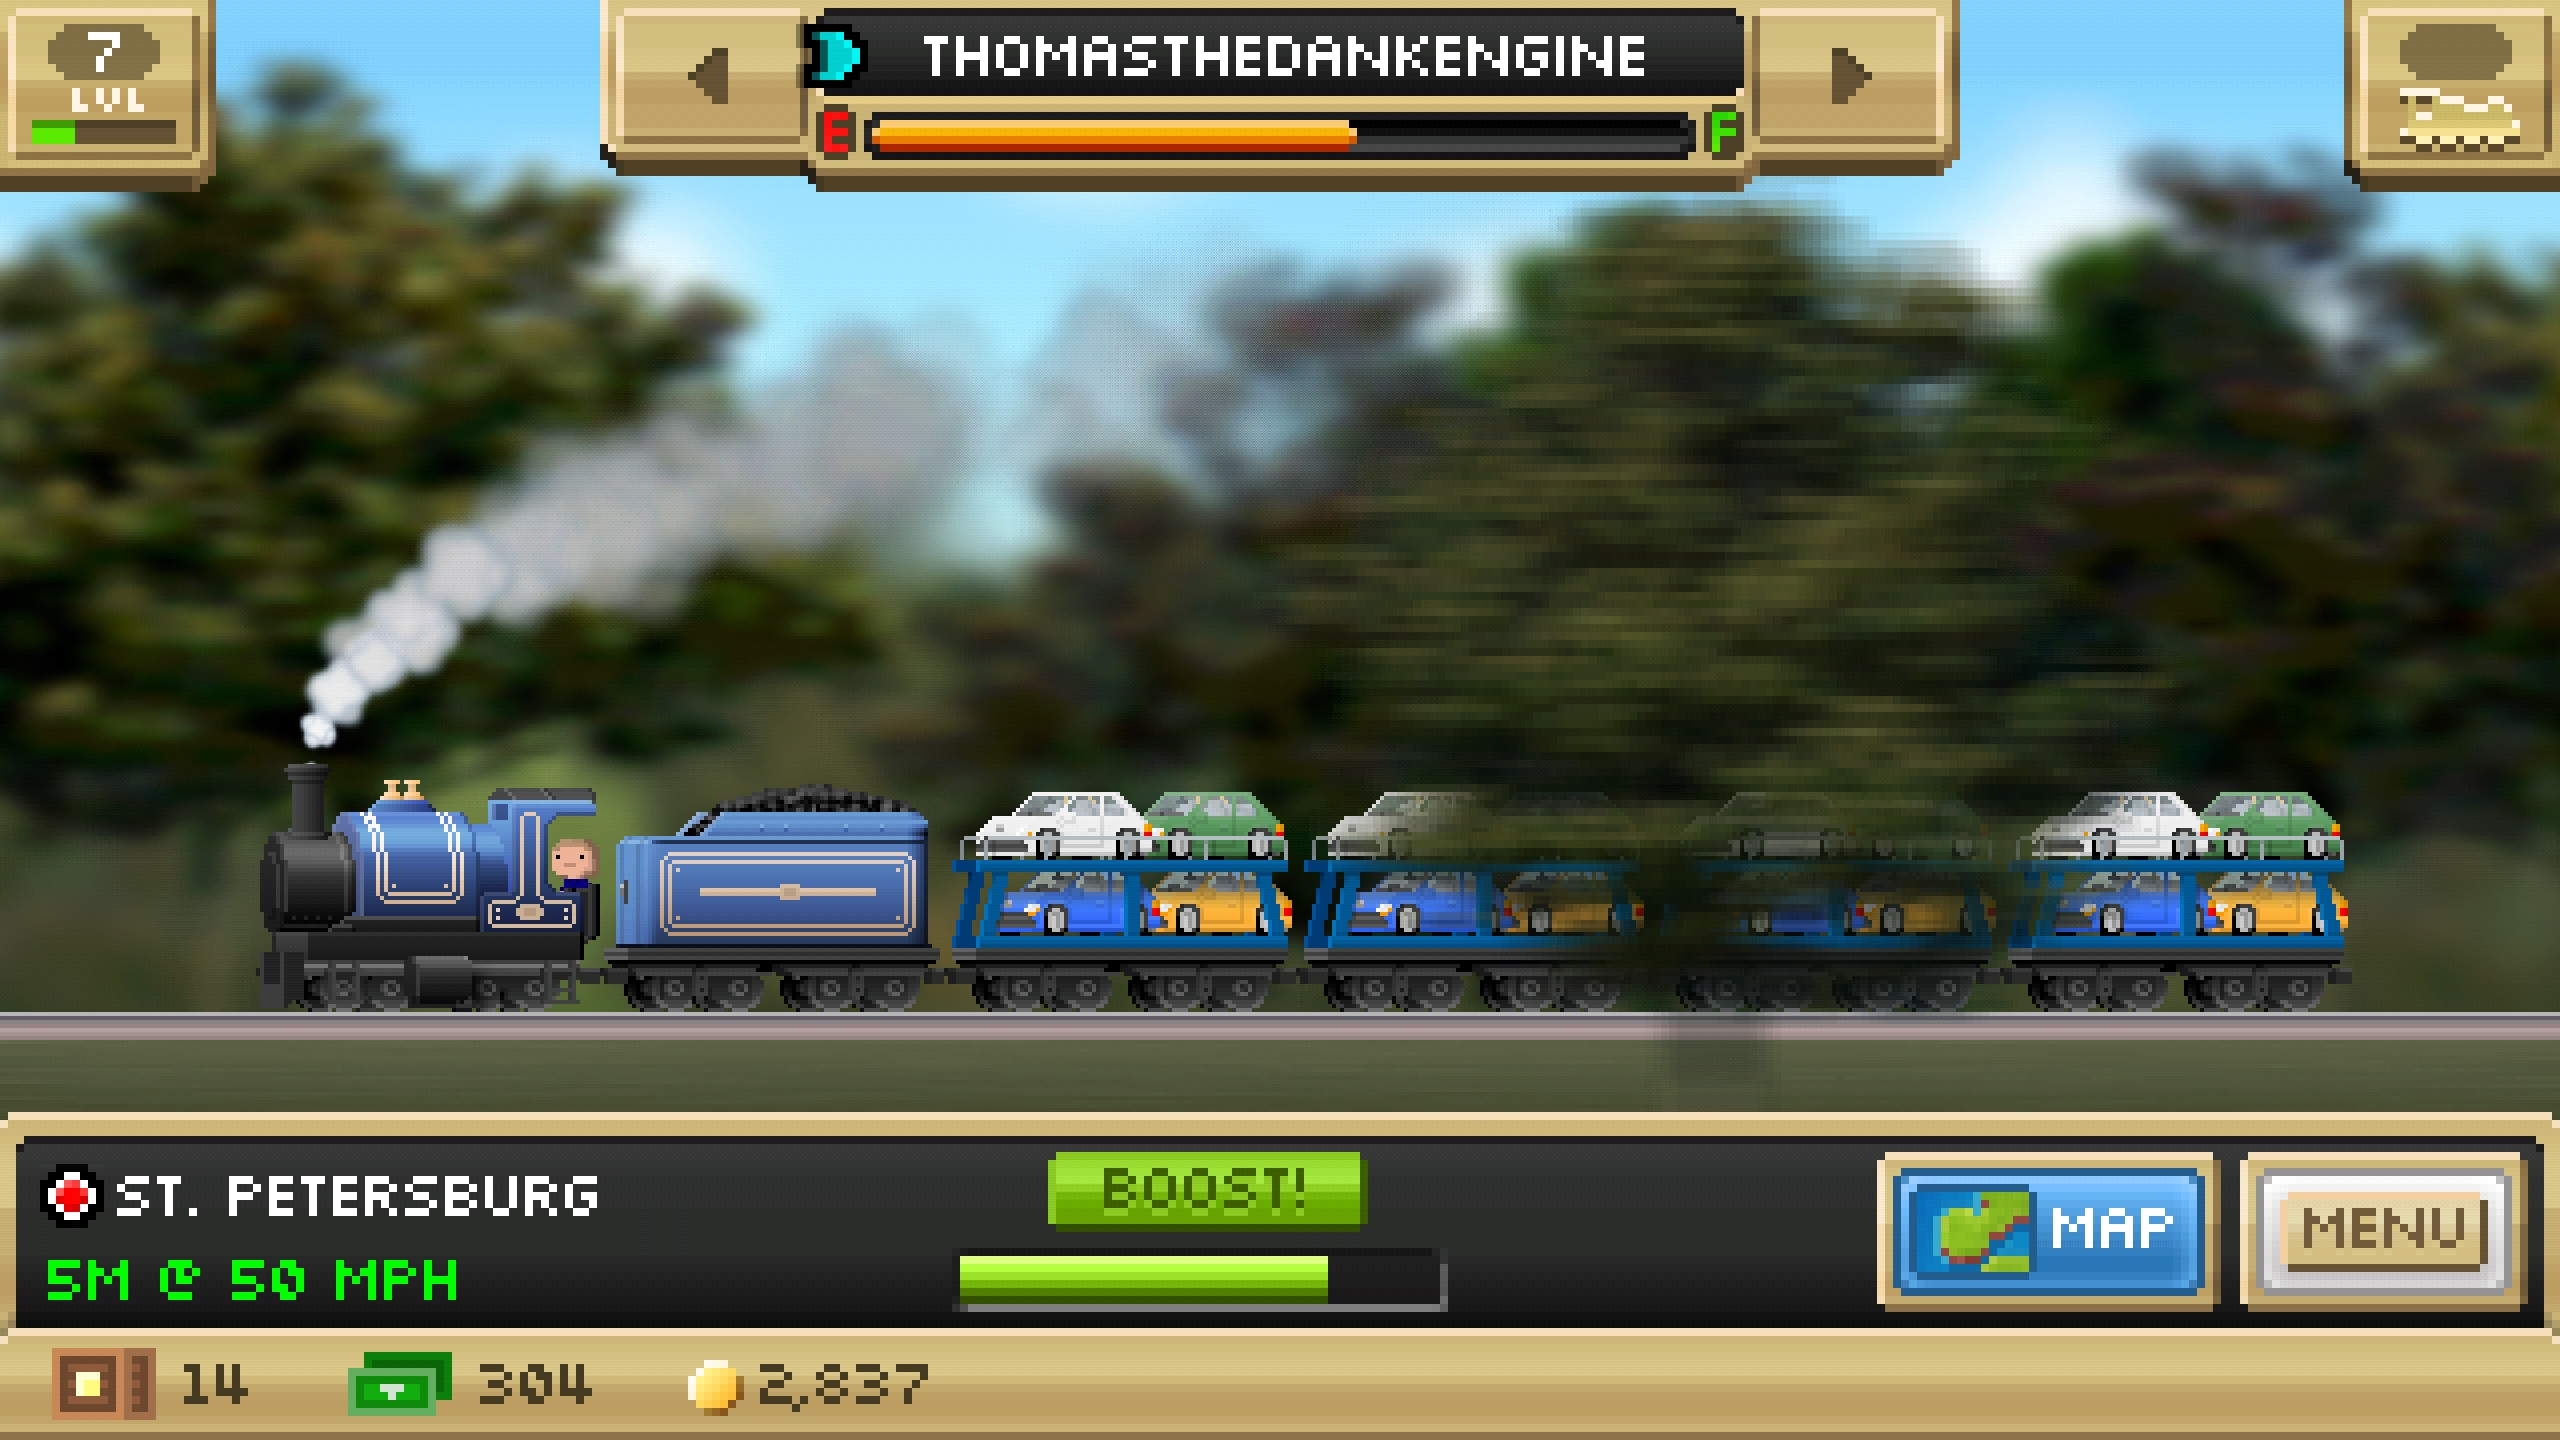 7
LVL
THOMASTHEDANKENGINE
E F
ST. PETERSBURG
5M @ 50 MPH
BOOST!
MAP
MENU
14
304
2,837